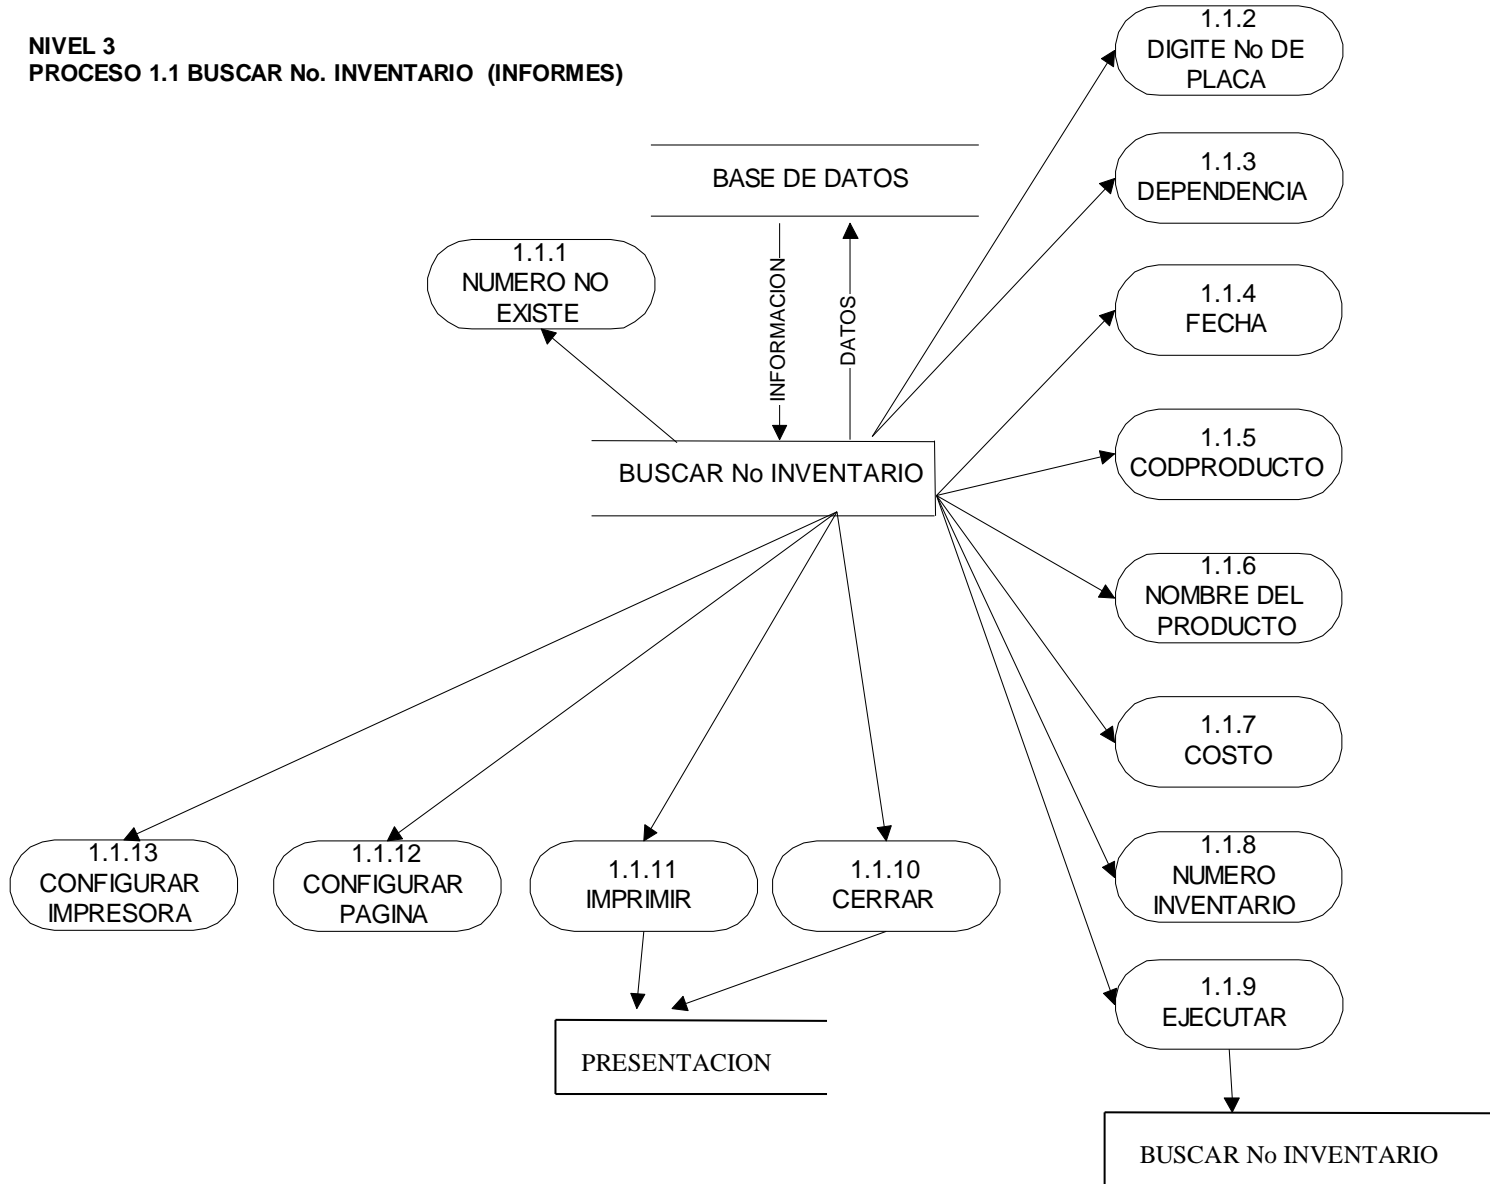 NIVEL 3
PROCESO 1.1 BUSCAR No. INVENTARIO (INFORMES)
1.1.2
DIGITE No DE
PLACA
BASE DE DATOS
1.1.3
DEPENDENCIA
1.1.1
NUMERO NO
EXISTE
INFORMACION
DATOS
1.1.4
FECHA
BUSCAR No INVENTARIO
1.1.5
CODPRODUCTO
1.1.6
NOMBRE DEL
PRODUCTO
1.1.7
COSTO
1.1.13
CONFIGURAR
IMPRESORA
1.1.12
CONFIGURAR
PAGINA
1.1.11
IMPRIMIR
1.1.10
CERRAR
1.1.8
NUMERO
INVENTARIO
1.1.9
EJECUTAR
PRESENTACION
BUSCAR No INVENTARIO